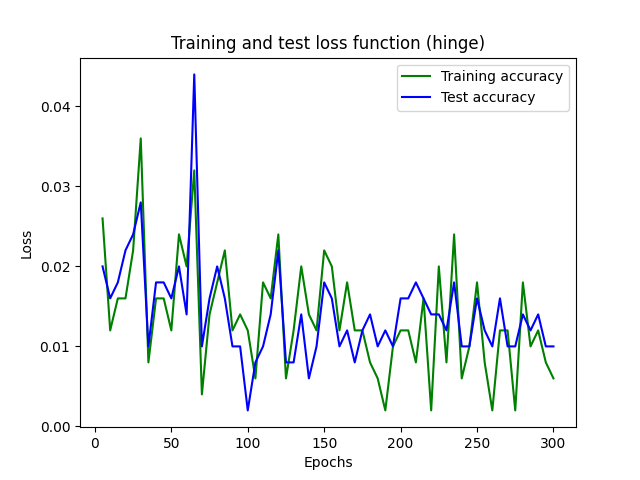 Training and test loss function (hinge)
Training accuracy
Test accuracy
0.04
0.03
0.02
0.01
0.00
Loss
0 50 100 150 200 250 300
Epochs